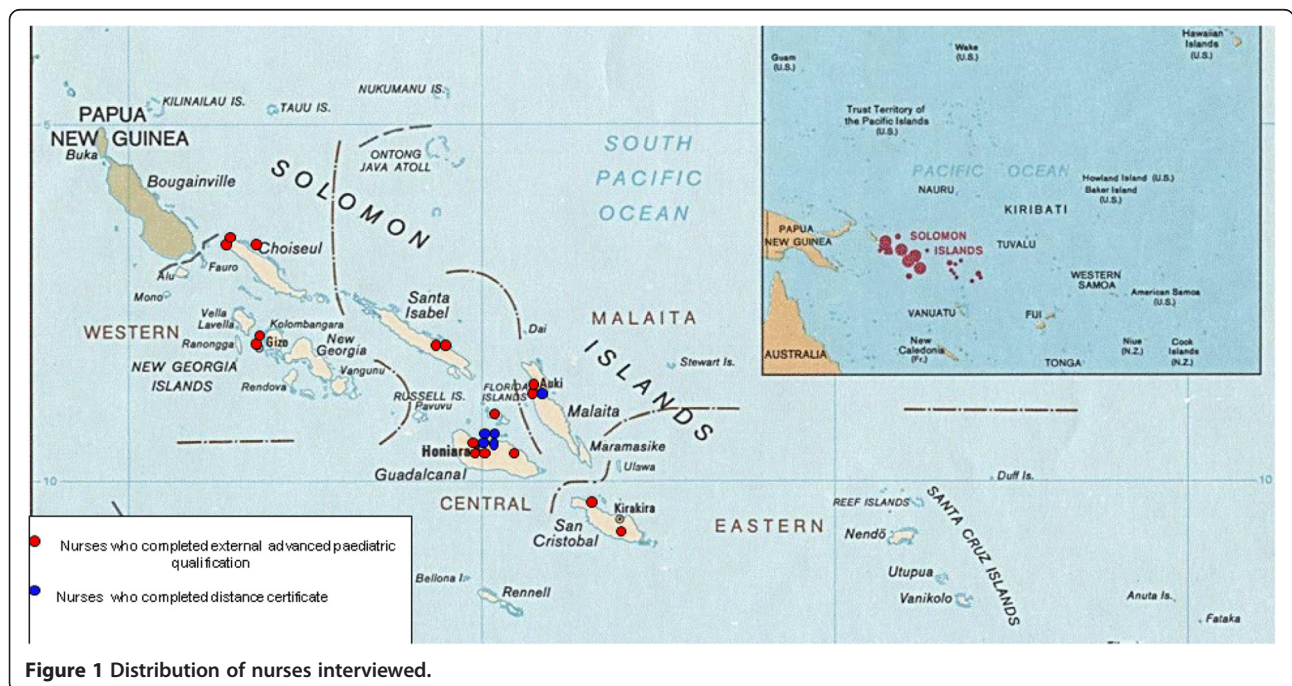 KILINAILAU IS.
TAUU IS.
NUKUMANU IS.
PAPUA
NEW GUINEA
Buka
Bougainville
5
ONTONG
JAVA ATOLL
SOLOMON
SOUTH
PACIFIC
OCEAN
Choiseul
Alu
Fauro
Mono
Vella
Lavella
Kolombangara
WESTERN
Ranongga
Gizo
New
Georgia
NEW GEORGIA
ISLANDS
Rendova
Vangunu
Santa
Isabel
Dai
MALAITA
ISLANDS
Stewart Is.
RUSSELL IS.
Pavuvu
FLORIDA
ISLANDS
Auki
Malaita
Maramasike
Ulawa
Honiara
Guadalcanal
10
CENTRAL
10
Kirakira
San
Cristobal
EASTERN
Bellona I.
Rennell
Duff Is.
REEF ISLANDS
SANTA CRUZ ISLANDS
Nendö
Utupua
Vanikolo
Anuta Is.
Fataka
Guam
(U.S.)
Wake
(U.S.)
Hawaiian
Islands
(U.S.)
Trust Territory of
the Pacific Islands
(U.S.)
PACIFIC OCEAN
NAURU
Howland Island (U.S.)
Baker Island
(U.S.)
KIRIBATI
PAPUA
NEW GUINEA
SOLOMON
ISLANDS
TUVALU
WESTERN
SAMOA
American Samoa
(U.S.)
VANUATU
FIJI
New
Caledonia
(Fr.)
TONGA
Niue
(N.Z.)
Cook
Islands
(N.Z.)
AUSTRALIA
Nurses who completed external advanced paediatric
qualification
Nurses who completed distance certificate
Figure 1 Distribution of nurses interviewed.